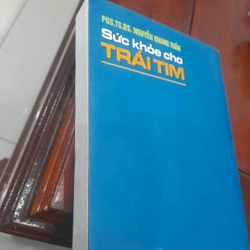 PGS.TS.BS. NGUYỄN QUANG TUẤN
Sức khỏe cho
TRÁI TIM